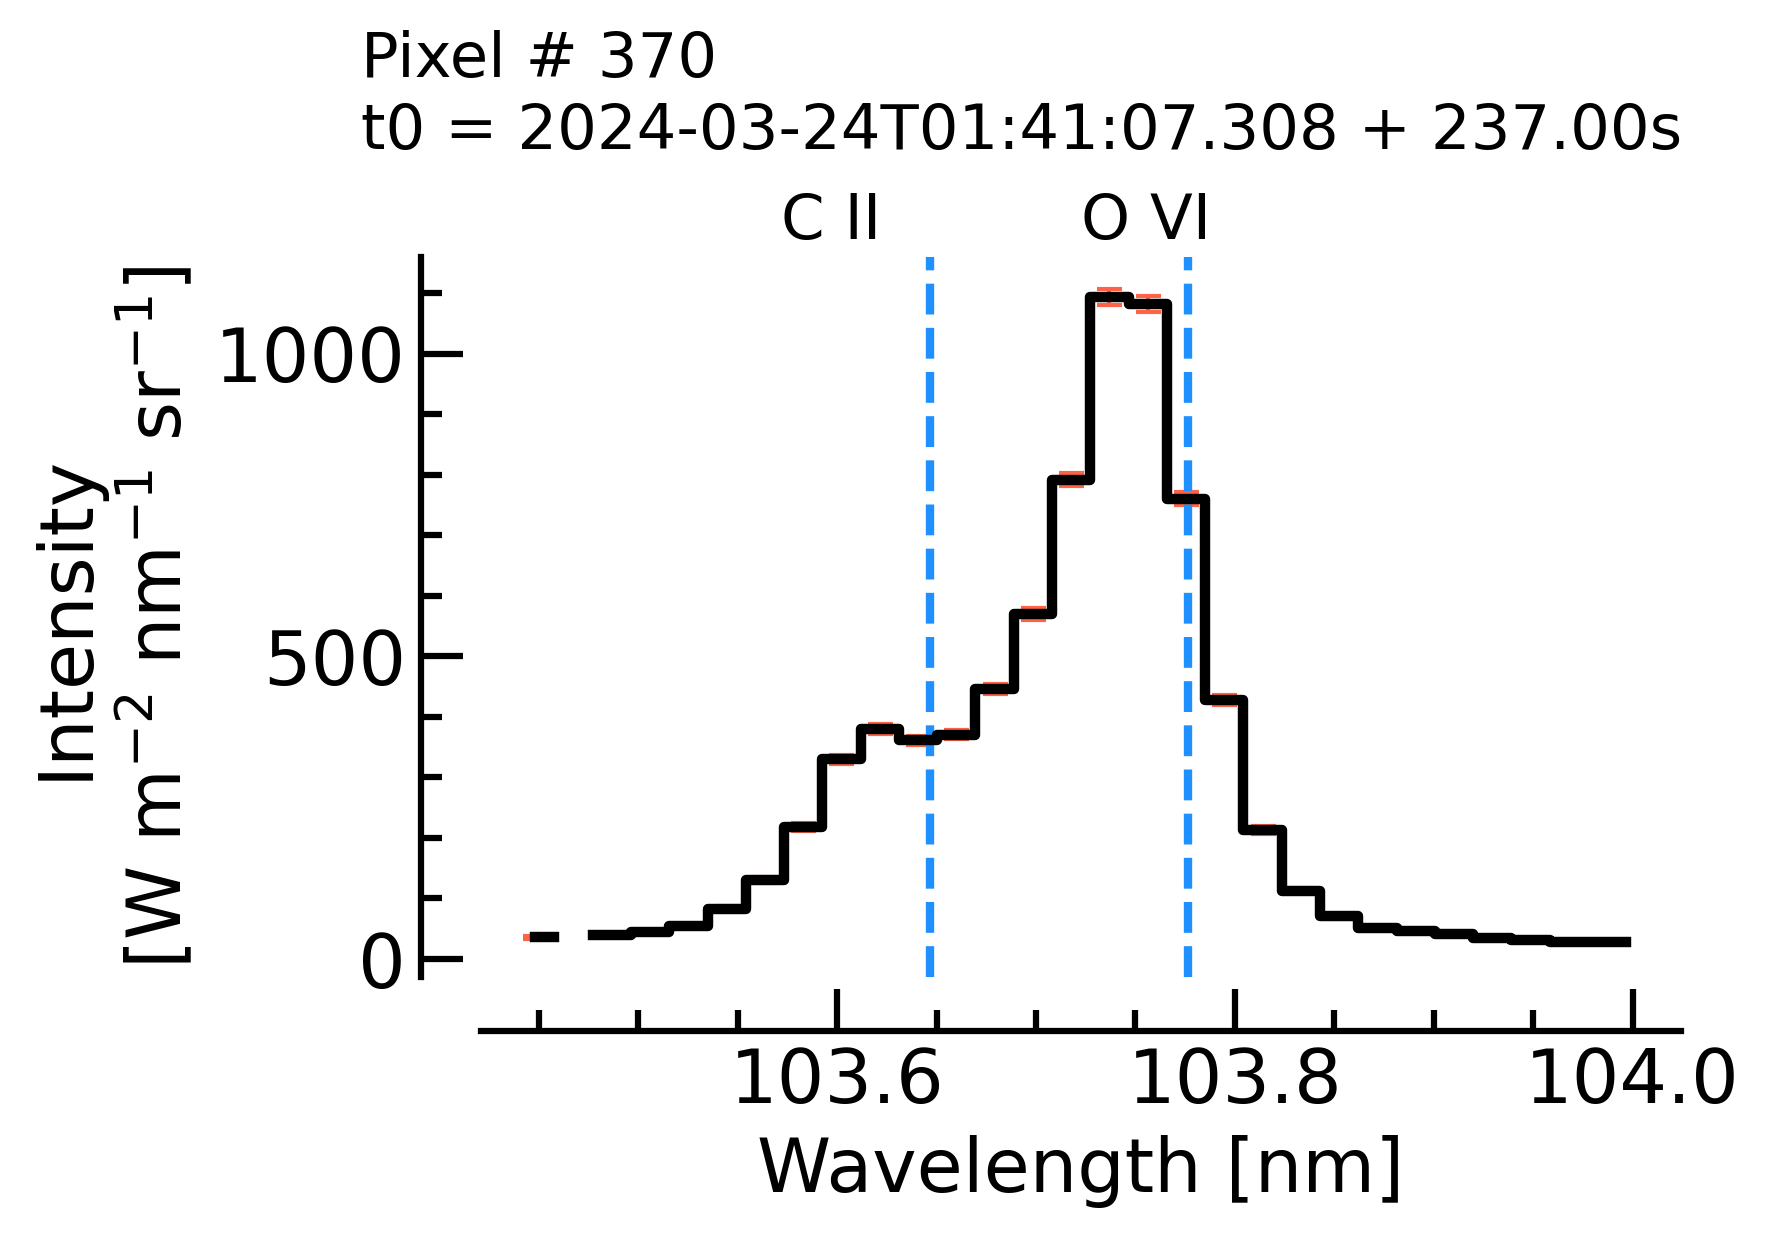 Pixel # 370
t0 = 2024-03-24T01:41:07.308 + 237.00s
C II O VI
Intensity
[W m⁻² nm⁻¹ sr⁻¹]
1000
500
0
103.6 103.8 104.0
Wavelength [nm]